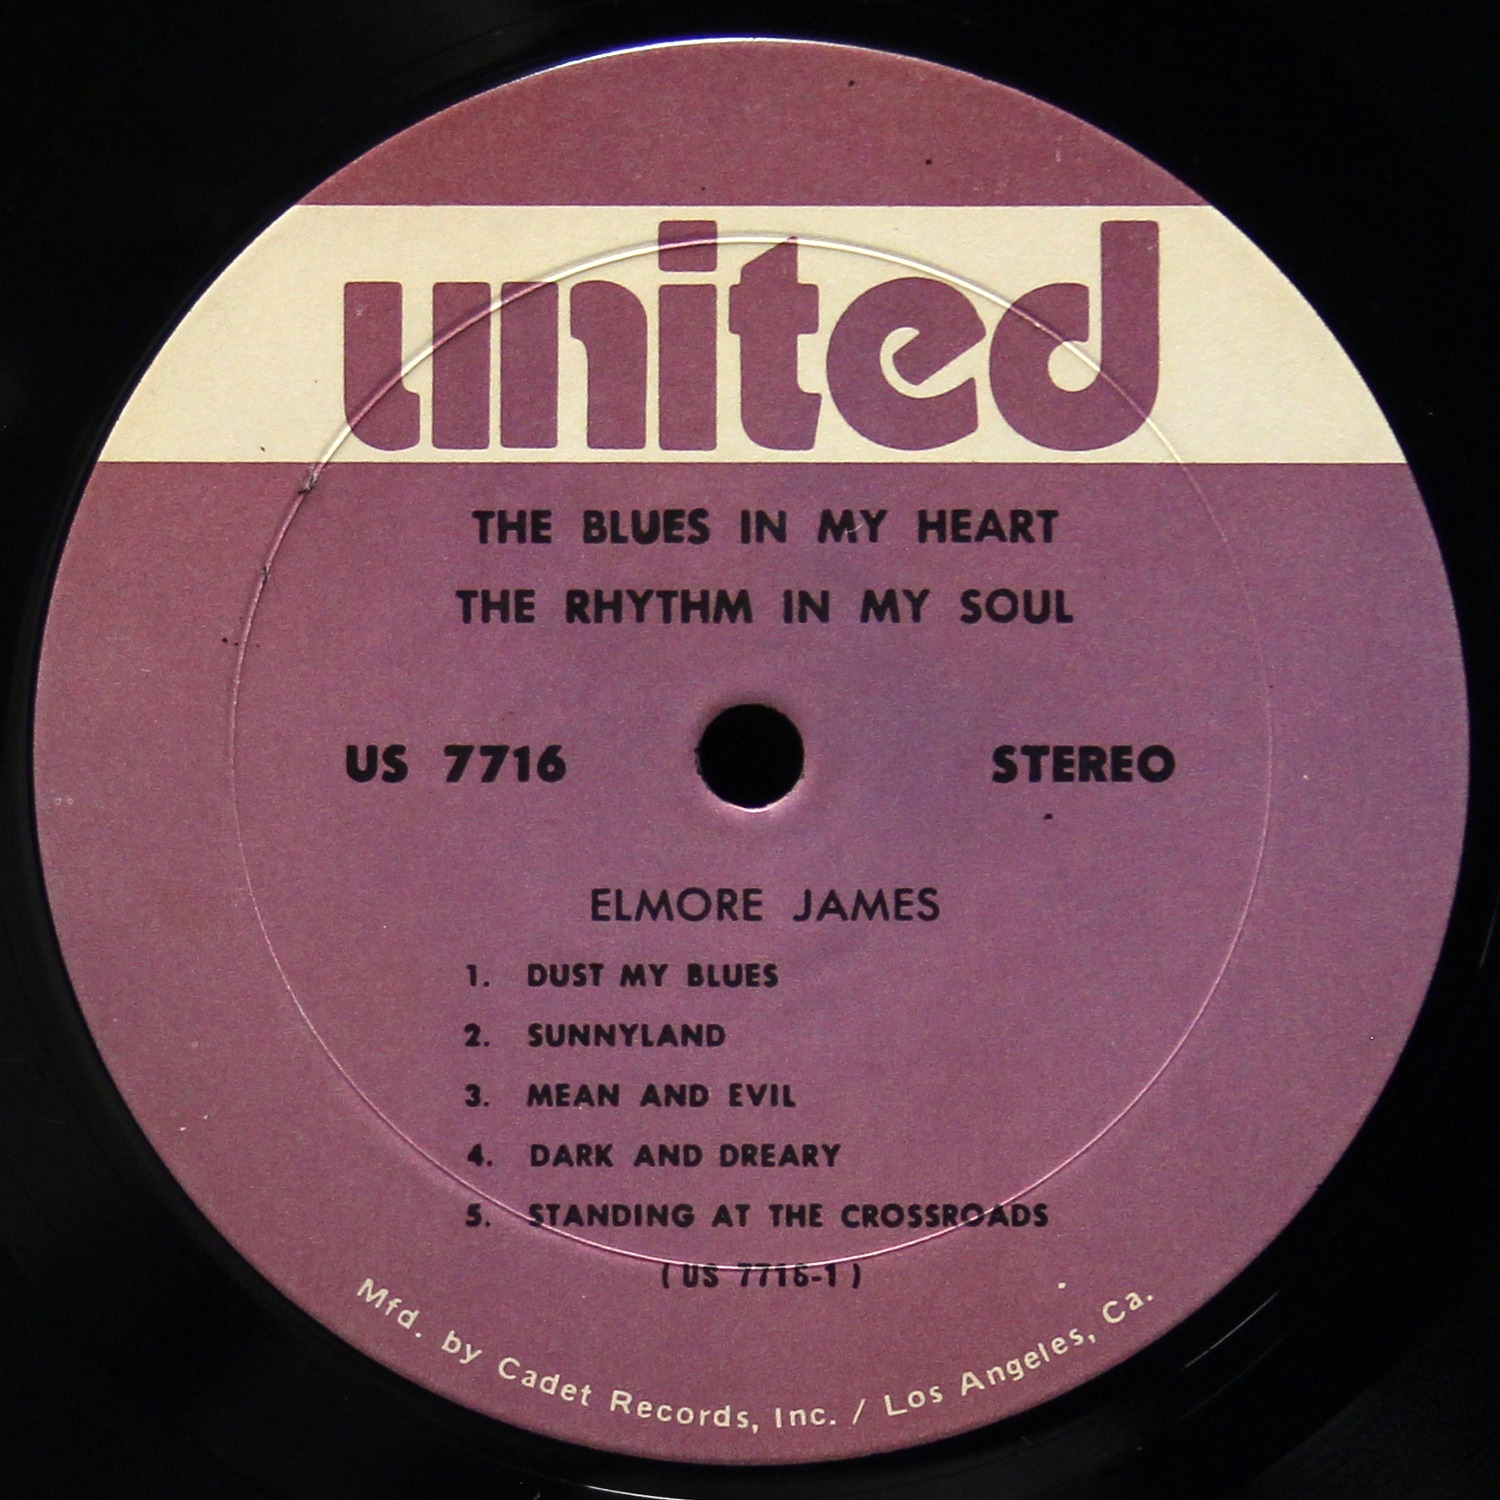 united
THE BLUES IN MY HEART
THE RHYTHM IN MY SOUL
US 7716 STEREO
ELMORE JAMES
1. DUST MY BLUES
2. SUNNYLAND
3. MEAN AND EVIL
4. DARK AND DREARY
5. STANDING AT THE CROSSROADS
( US 7716-1 )
Mfd. by Cadet Records, Inc. / Los Angeles, Ca.